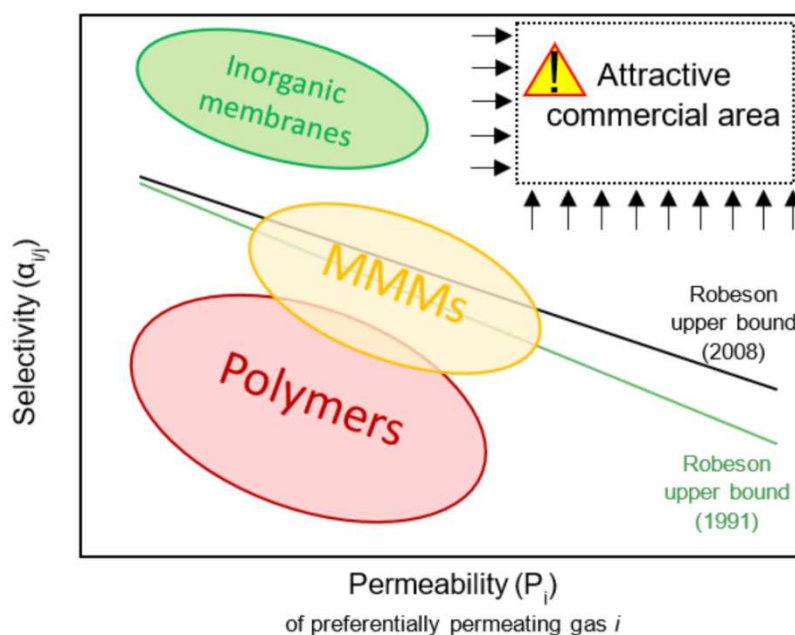 Inorganic
membranes
!
Attractive
commercial area
MMMs
Polymers
Robeson
upper bound
(2008)
Robeson
upper bound
(1991)
Selectivity (αi/j)
Permeability (Pi)
of preferentially permeating gas i